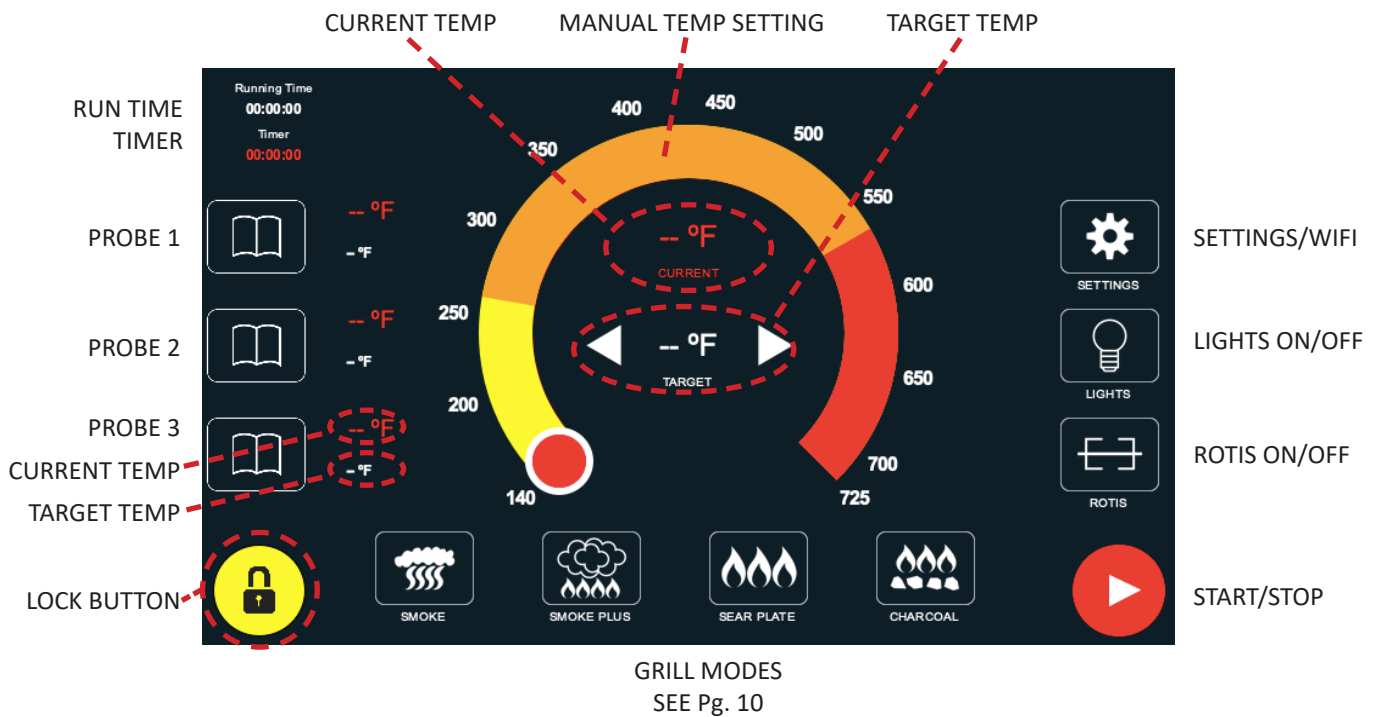 CURRENT TEMP
MANUAL TEMP SETTING
TARGET TEMP
RUN TIME
TIMER
Running Time
00:00:00
Timer
00:00:00
PROBE 1
-- ºF
- ºF
PROBE 2
-- ºF
- ºF
PROBE 3
-- ºF
- ºF
CURRENT TEMP
TARGET TEMP
LOCK BUTTON
140
200
250
300
350
400
450
500
550
600
650
700
725
-- ºF
CURRENT
-- ºF
TARGET
SETTINGS
SETTINGS/WIFI
LIGHTS
LIGHTS ON/OFF
ROTIS
ROTIS ON/OFF
START/STOP
SMOKE
SMOKE PLUS
SEAR PLATE
CHARCOAL
GRILL MODES
SEE Pg. 10